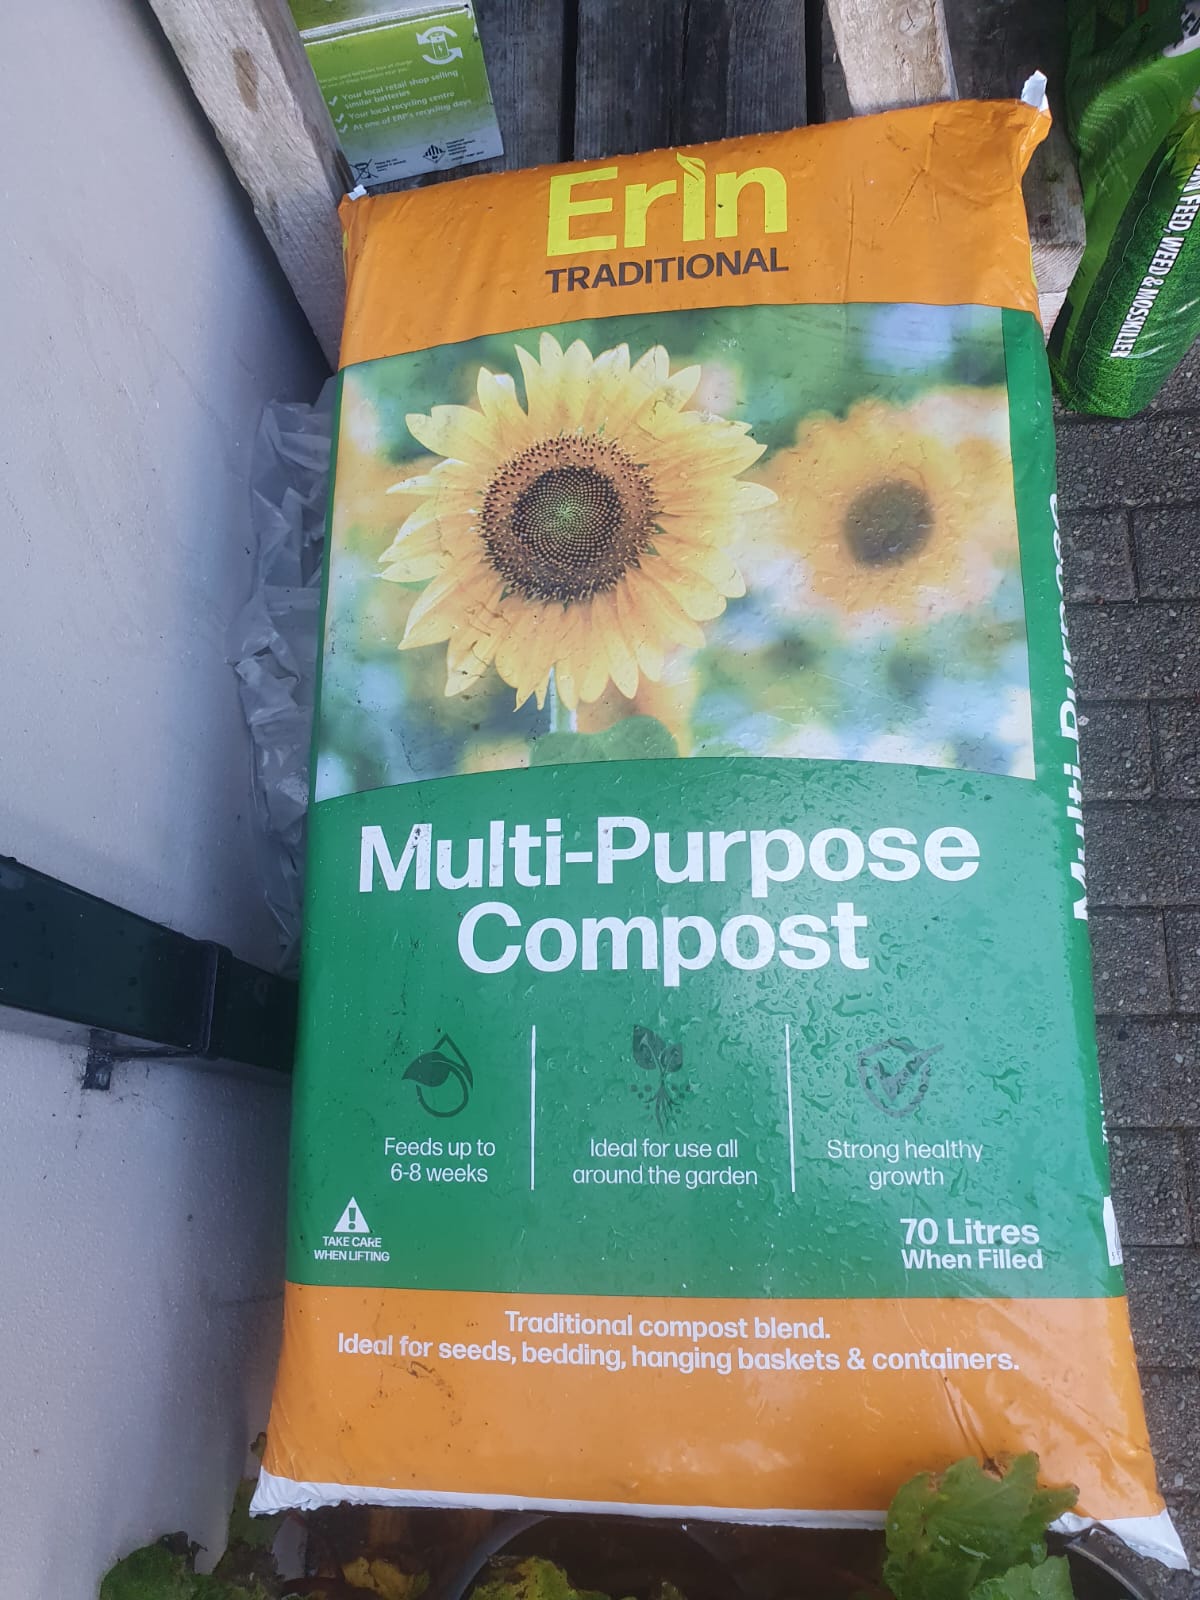 Your local retail shop selling
similar batteries
Your local recycling centre
At one of ERP's recycling days
Erin
TRADITIONAL
FEED, WEED & MOSSKILLER
Multi-Purpose
Compost
Multi-Purpose
Feeds up to
6-8 weeks
Ideal for use all
around the garden
Strong healthy
growth
TAKE CARE
WHEN LIFTING
70 Litres
When Filled
Traditional compost blend.
Ideal for seeds, bedding, hanging baskets & containers.